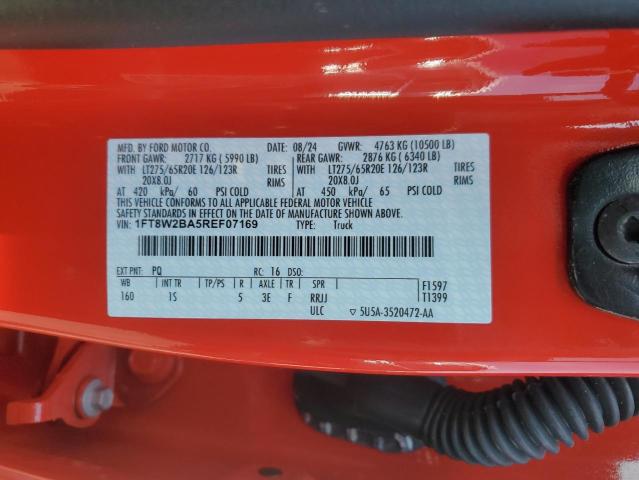 MFD. BY FORD MOTOR CO. DATE: 08/24 GVWR: 4763 KG (10500 LB)
FRONT GAWR: 2717 KG (5990 LB) REAR GAWR: 2876 KG (6340 LB)
WITH LT275/65R20E 126/123R TIRES WITH LT275/65R20E 126/123R TIRES
20X8.0J RIMS 20X8.0J RIMS
AT 420 kPa/ 60 PSI COLD AT 450 kPa/ 65 PSI COLD
THIS VEHICLE CONFORMS TO ALL APPLICABLE FEDERAL MOTOR VEHICLE
SAFETY STANDARDS IN EFFECT ON THE DATE OF MANUFACTURE SHOWN ABOVE.
VIN: 1FT8W2BA5REF07169 TYPE: Truck
EXT PNT: PQ RC: 16 DSO:
WB INT TR TP/PS R AXLE TR SPR F1597
160 1S 5 3E F RRJJ T1399
ULC ▽ 5U5A-3520472-AA